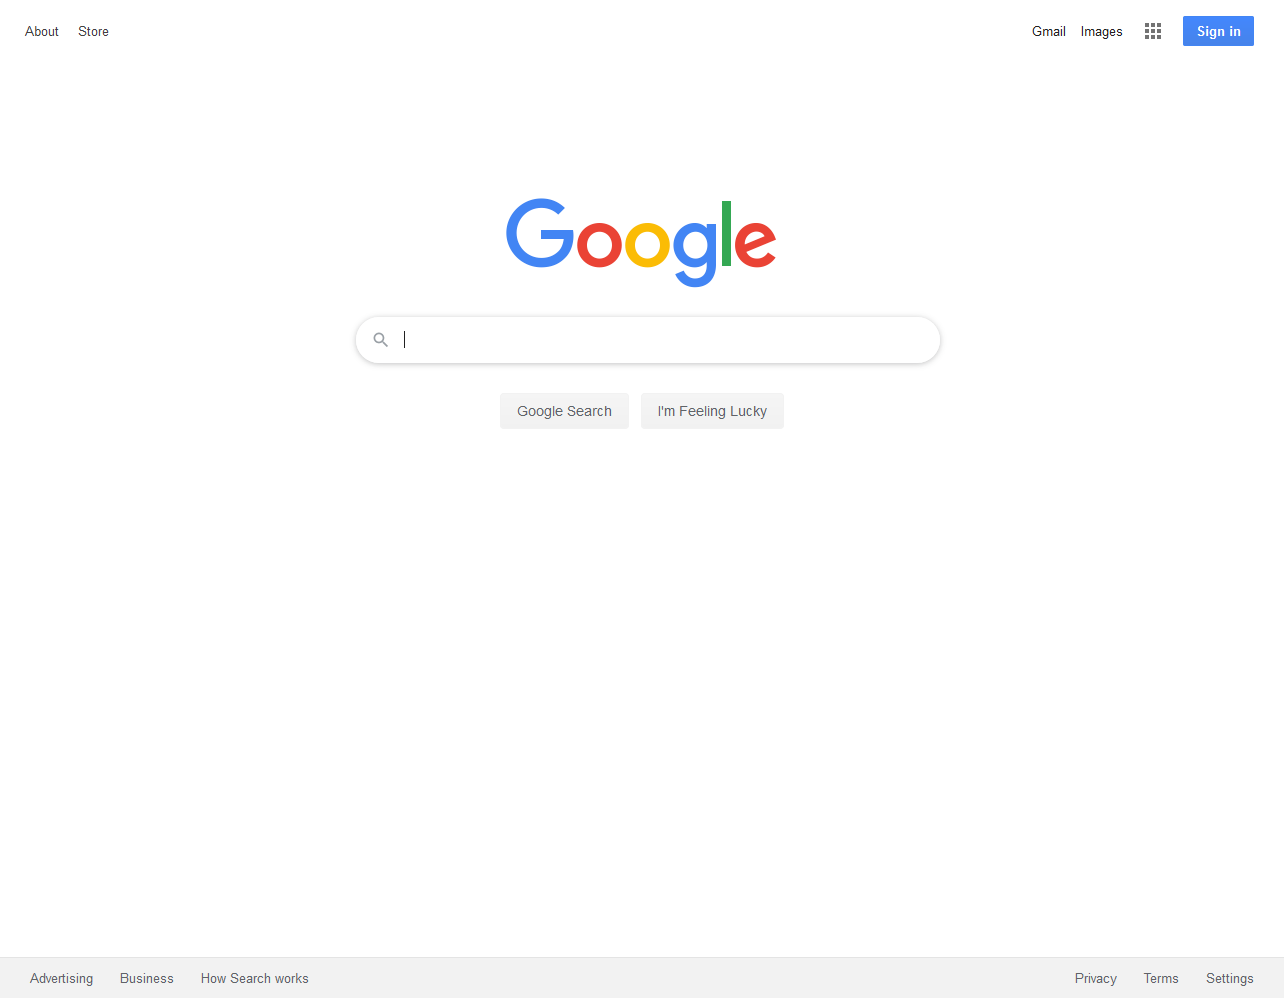 About Store Gmail Images Sign in
Google
Google Search I'm Feeling Lucky
Advertising Business How Search works Privacy Terms Settings